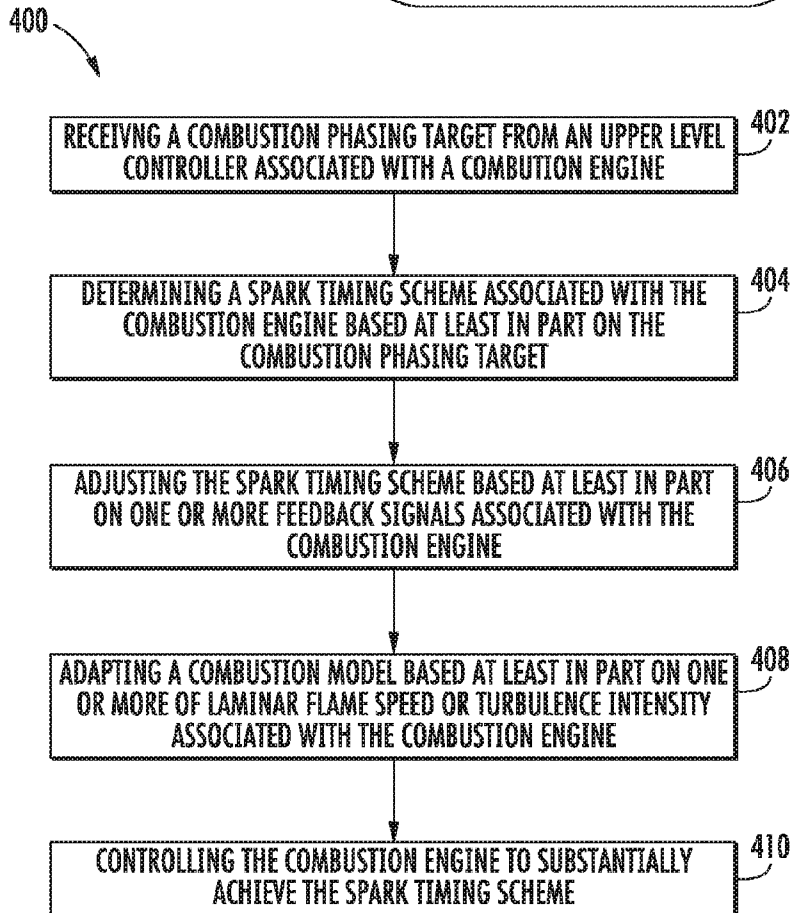 400
RECEIVNG A COMBUSTION PHASING TARGET FROM AN UPPER LEVEL
CONTROLLER ASSOCIATED WITH A COMBUTION ENGINE
402
DETERMINING A SPARK TIMING SCHEME ASSOCIATED WITH THE
COMBUSTION ENGINE BASED AT LEAST IN PART ON THE
COMBUSTION PHASING TARGET
404
ADJUSTING THE SPARK TIMING SCHEME BASED AT LEAST IN PART
ON ONE OR MORE FEEDBACK SIGNALS ASSOCIATED WITH THE
COMBUSTION ENGINE
406
ADAPTING A COMBUSTION MODEL BASED AT LEAST IN PART ON ONE
OR MORE OF LAMINAR FLAME SPEED OR TURBULENCE INTENSITY
ASSOCIATED WITH THE COMBUSTION ENGINE
408
CONTROLLING THE COMBUSTION ENGINE TO SUBSTANTIALLY
ACHIEVE THE SPARK TIMING SCHEME
410